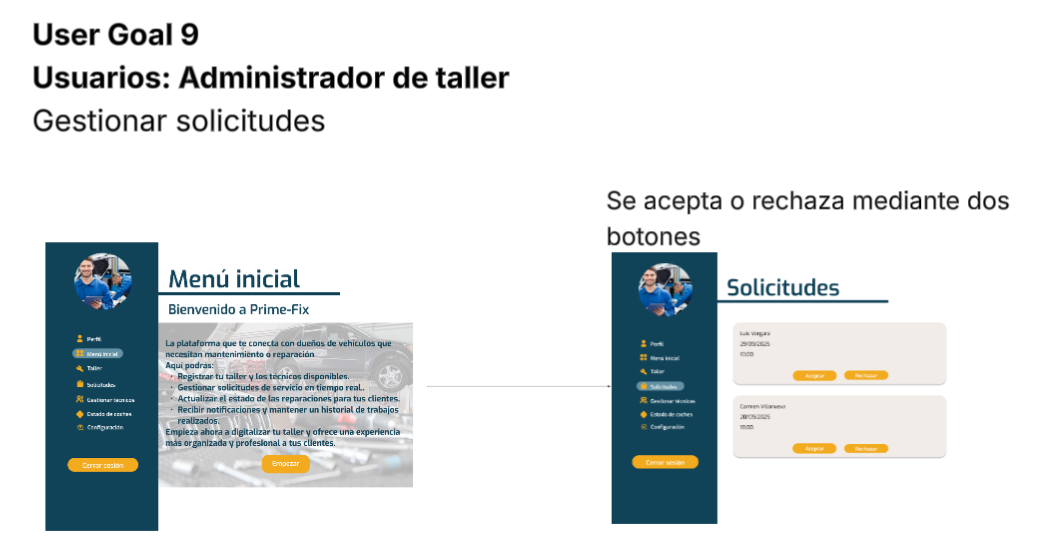 User Goal 9
Usuarios: Administrador de taller
Gestionar solicitudes
Se acepta o rechaza mediante dos
botones
Menú inicial
Bienvenido a Prime-Fix
La plataforma que te conecta con dueños de vehículos que
necesitan mantenimiento o reparación
Aquí podrás:
• Registrar tu taller y los técnicos disponibles.
• Gestionar solicitudes de servicio en tiempo real..
• Actualizar el estado de las reparaciones para tus clientes.
• Recibir notificaciones y mantener un historial de trabajos
realizados.
Empieza ahora a digitalizar tu taller y ofrece una experiencia
más organizada y profesional a tus clientes.
Empezar
Perfil
Menú inicial
Taller
Solicitudes
Gestionar técnicos
Estado de coches
Configuración
Cerrar sesión
Solicitudes
Perfil
Menú inicial
Taller
Solicitudes
Gestionar técnicos
Estado de coches
Configuración
Cerrar sesión
Luis Vergara
29/09/2025
Aceptar
Rechazar
Carmen Villanueva
28/09/2025
Aceptar
Rechazar